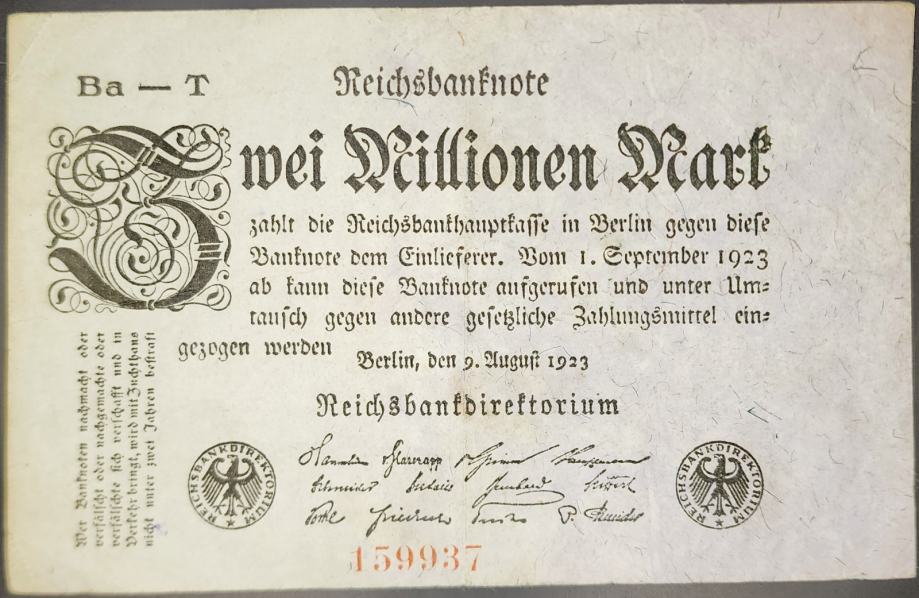 Ba — T
Reichsbanknote
Zwei Millionen Mark
zahlt die Reichsbankhauptkasse in Berlin gegen diese
Banknote dem Einlieferer. Vom 1. September 1923
ab kann diese Banknote aufgerufen und unter Um=
tausch gegen andere gesetzliche Zahlungsmittel ein=
gezogen werden
Berlin, den 9. August 1923
Reichsbankdirektorium
Wer Banknoten nachmacht oder
verfälscht oder nachgemachte oder
verfälschte sich verschafft und in
Verkehr bringt, wird mit Zuchthaus
nicht unter zwei Jahren bestraft
REICHSBANKDIREKTORIUM
REICHSBANKDIREKTORIUM
Schneider
Friedrich
P. Schneider
159937